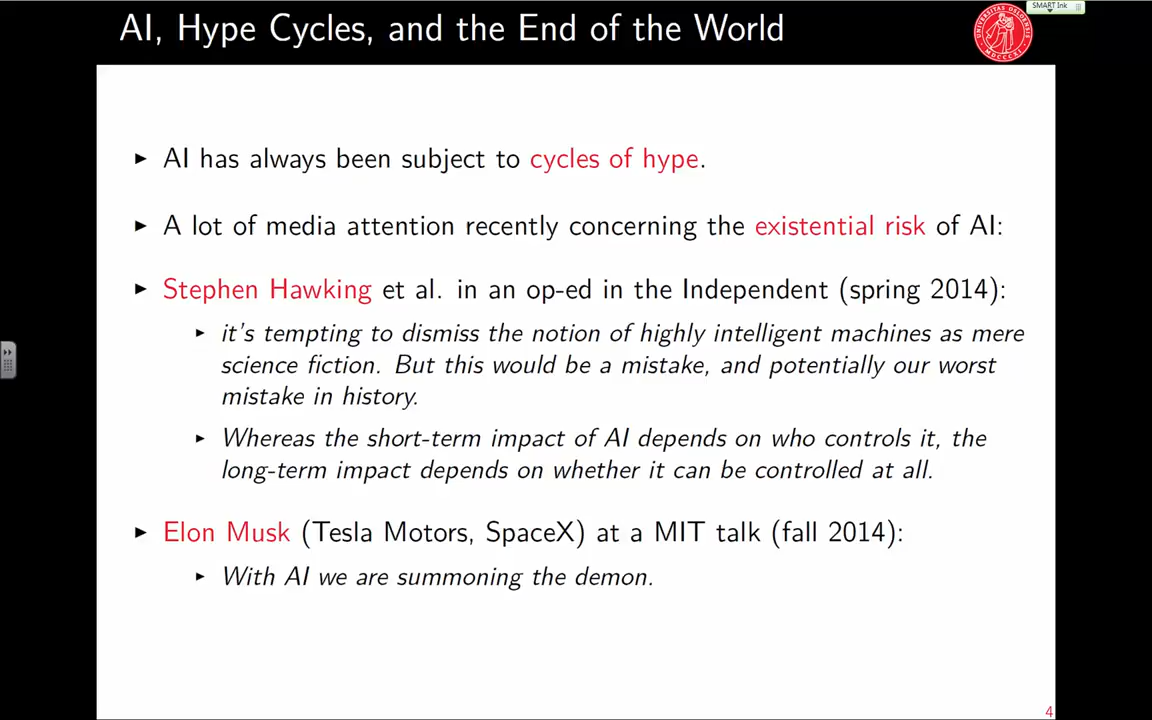 SMART Ink
AI, Hype Cycles, and the End of the World
UNIVERSITAS OSLOENSIS
MDCCCXI
AI has always been subject to cycles of hype.
A lot of media attention recently concerning the existential risk of AI:
Stephen Hawking et al. in an op-ed in the Independent (spring 2014):
it's tempting to dismiss the notion of highly intelligent machines as mere
science fiction. But this would be a mistake, and potentially our worst
mistake in history.
Whereas the short-term impact of AI depends on who controls it, the
long-term impact depends on whether it can be controlled at all.
Elon Musk (Tesla Motors, SpaceX) at a MIT talk (fall 2014):
With AI we are summoning the demon.
4